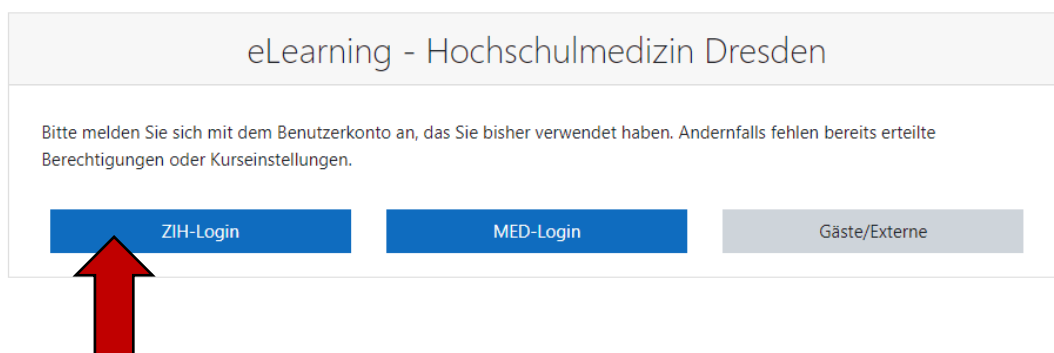 eLearning - Hochschulmedizin Dresden
Bitte melden Sie sich mit dem Benutzerkonto an, das Sie bisher verwendet haben. Andernfalls fehlen bereits erteilte
Berechtigungen oder Kurseinstellungen.
ZIH-Login
MED-Login
Gäste/Externe